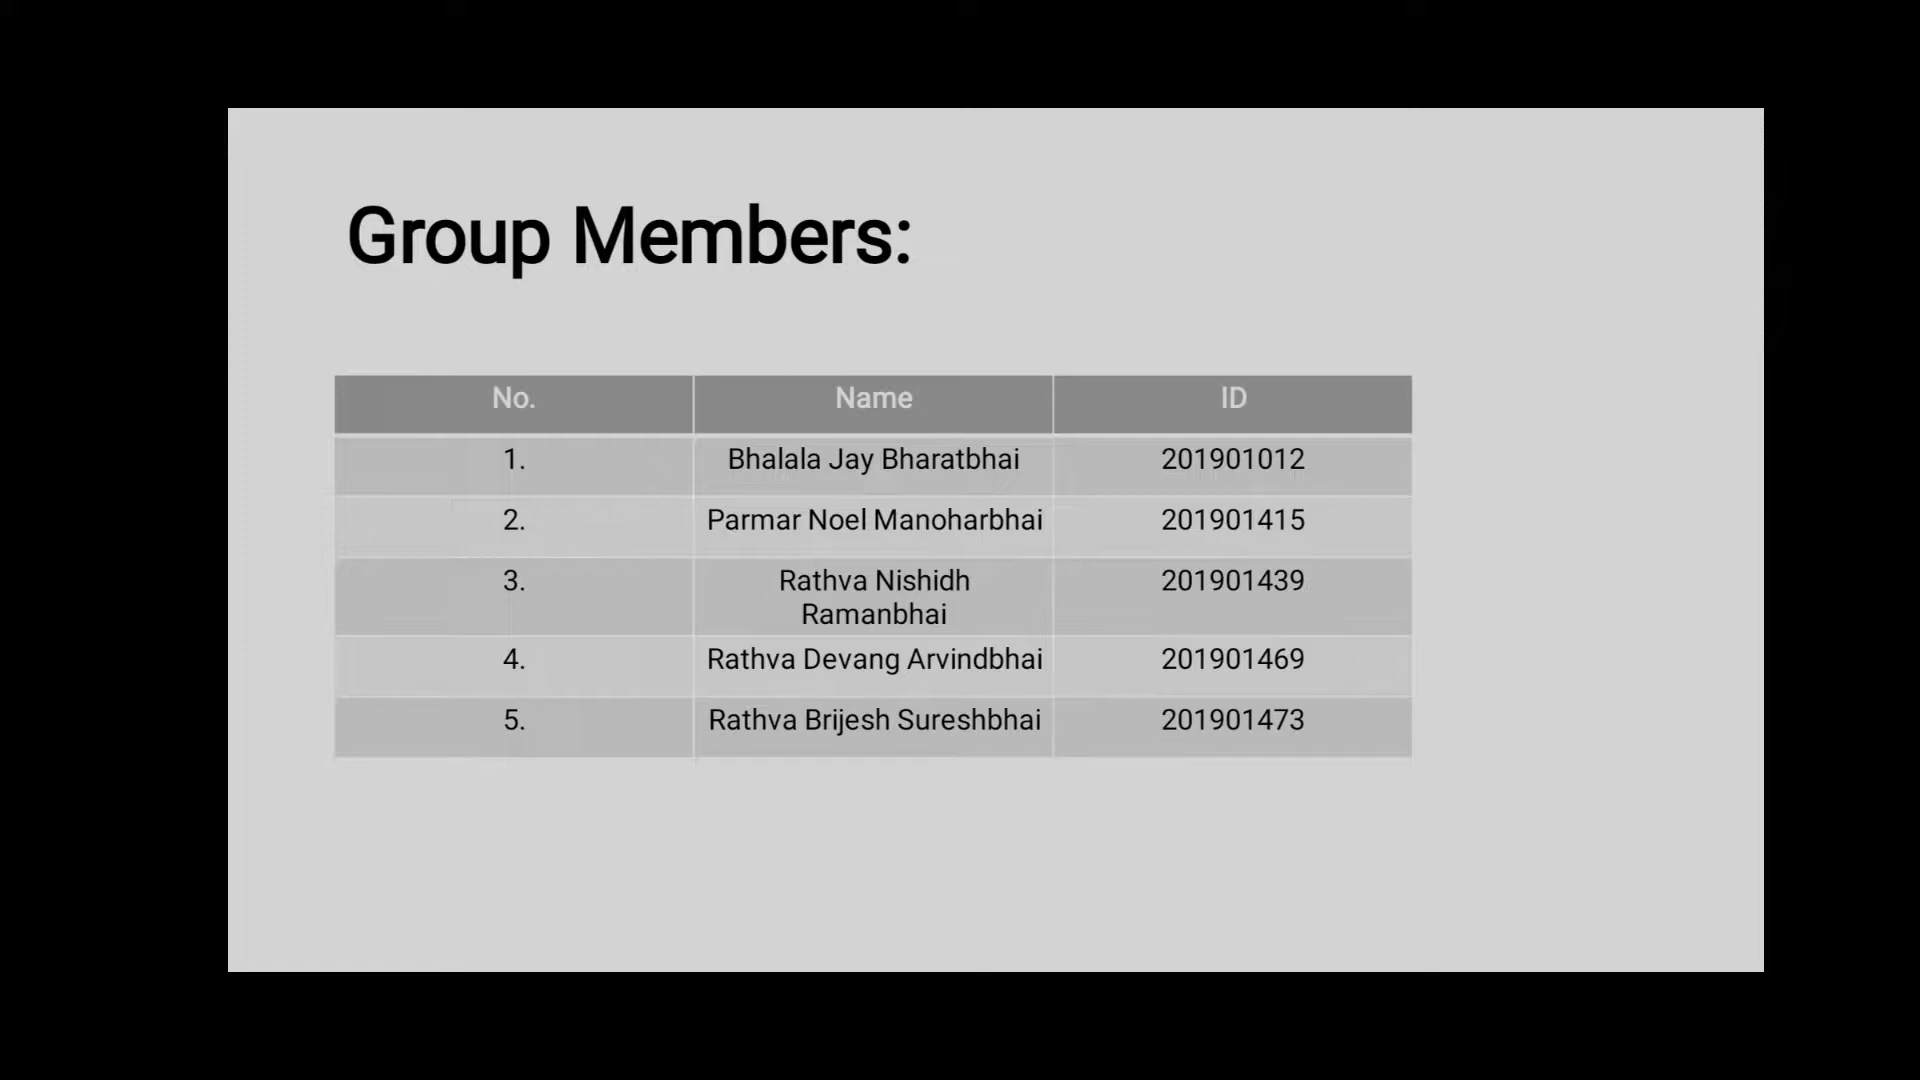 Group Members:
No. Name ID
1. Bhalala Jay Bharatbhai 201901012
2. Parmar Noel Manoharbhai 201901415
3. Rathva Nishidh 201901439
Ramanbhai
4. Rathva Devang Arvindbhai 201901469
5. Rathva Brijesh Sureshbhai 201901473